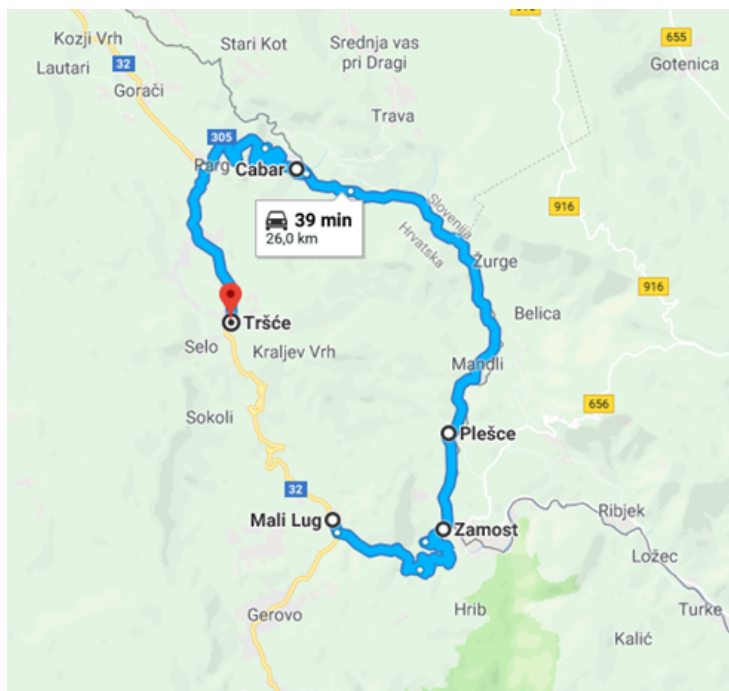 916
Kozji Vrh
Stari Kot
Srednja vas
pri Dragi
655
Gotenica
Lautari
32
Gorači
Trava
305
Parg
Čabar
Slovenija
Hrvatska
916
39 min
26,0 km
Žurge
916
Belica
Tršće
Selo
Kraljev Vrh
Mandli
656
Sokoli
Plešce
32
Mali Lug
Zamost
Ribjek
Ložec
Gerovo
Hrib
Turke
Kalić